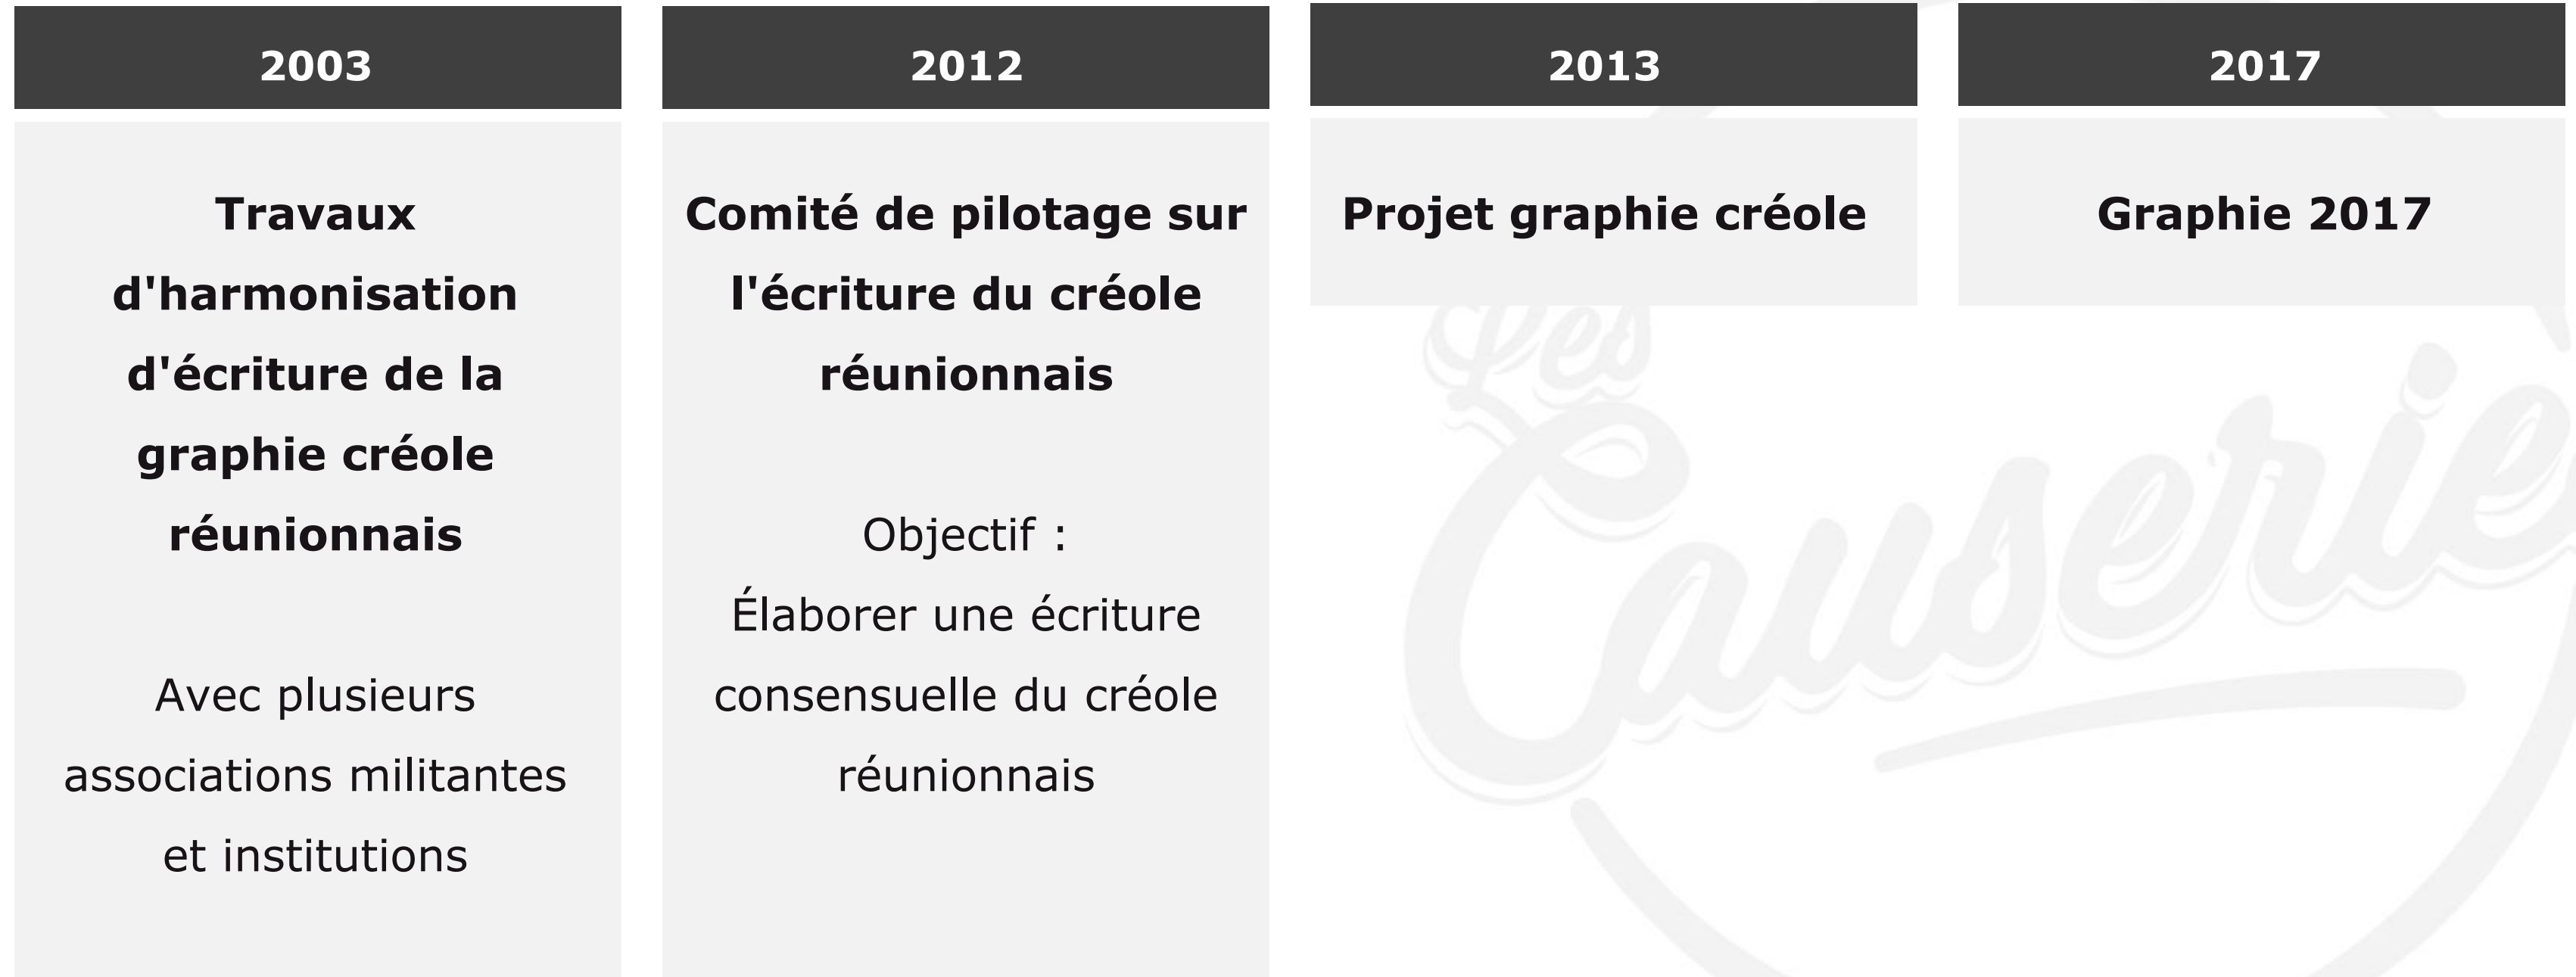 2003
Travaux
d'harmonisation
d'écriture de la
graphie créole
réunionnais
Avec plusieurs
associations militantes
et institutions
2012
Comité de pilotage sur
l'écriture du créole
réunionnais
Objectif :
Élaborer une écriture
consensuelle du créole
réunionnais
2013
Projet graphie créole
2017
Graphie 2017
Les
Causerie